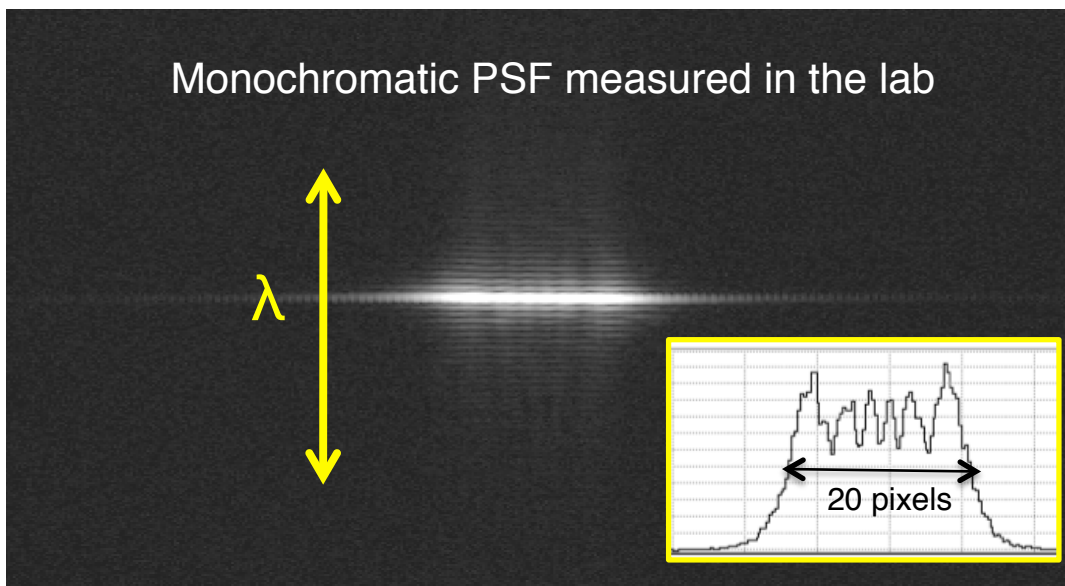 Monochromatic PSF measured in the lab
λ
20 pixels